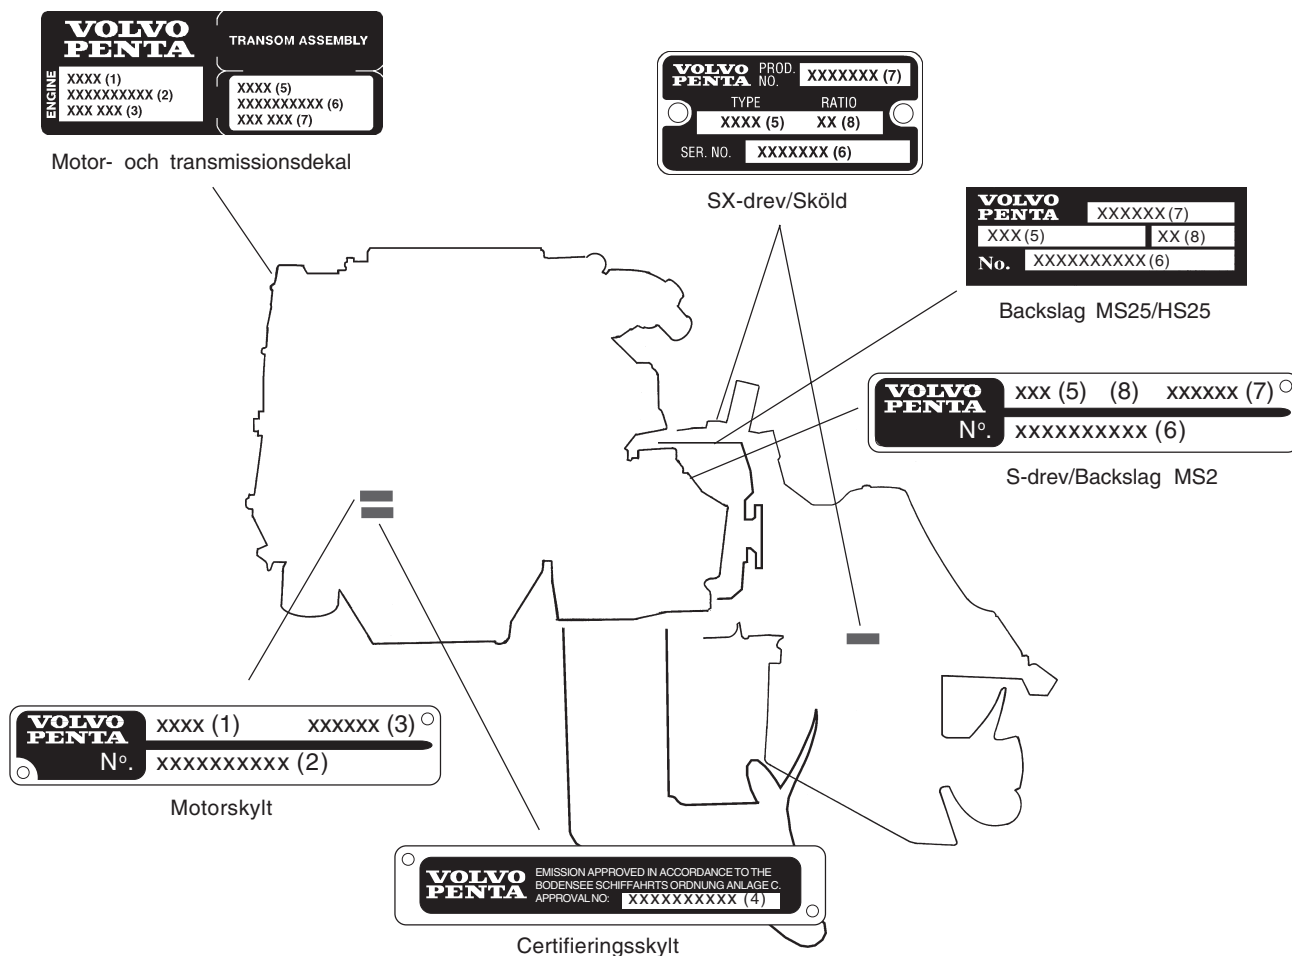 VOLVO
PENTA
TRANSOM ASSEMBLY
ENGINE
XXXX (1)
XXXXXXXXXX (2)
XXX XXX (3)
XXXX (5)
XXXXXXXXXX (6)
XXX XXX (7)
Motor- och transmissionsdekal
VOLVO
PENTA
PROD.
NO.
XXXXXXX (7)
TYPE RATIO
XXXX (5) XX (8)
SER. NO. XXXXXXX (6)
SX-drev/Sköld
VOLVO
PENTA
XXXXXX (7)
XXX (5) XX (8)
No. XXXXXXXXXX (6)
Backslag MS25/HS25
VOLVO
PENTA
xxx (5) (8) xxxxxx (7)
Nº. xxxxxxxxxx (6)
S-drev/Backslag MS2
VOLVO
PENTA
xxxx (1) xxxxxx (3)
Nº. xxxxxxxxxx (2)
Motorskylt
VOLVO
PENTA
EMISSION APPROVED IN ACCORDANCE TO THE
BODENSEE SCHIFFAHRTS ORDNUNG ANLAGE C.
APPROVAL NO: xxxxxxxxxx (4)
Certifieringsskylt